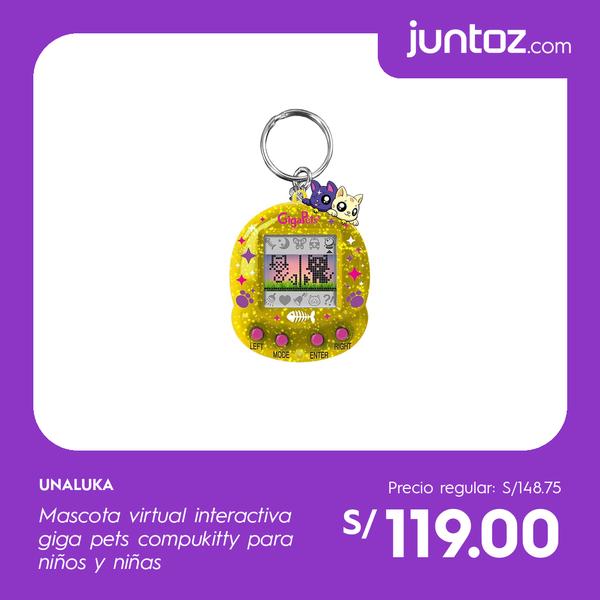 juntoz.com
GigaPets
LEFT
MODE
ENTER
RIGHT
UNALUKA
Mascota virtual interactiva
giga pets compukitty para
niños y niñas
Precio regular: S/148.75
S/119.00